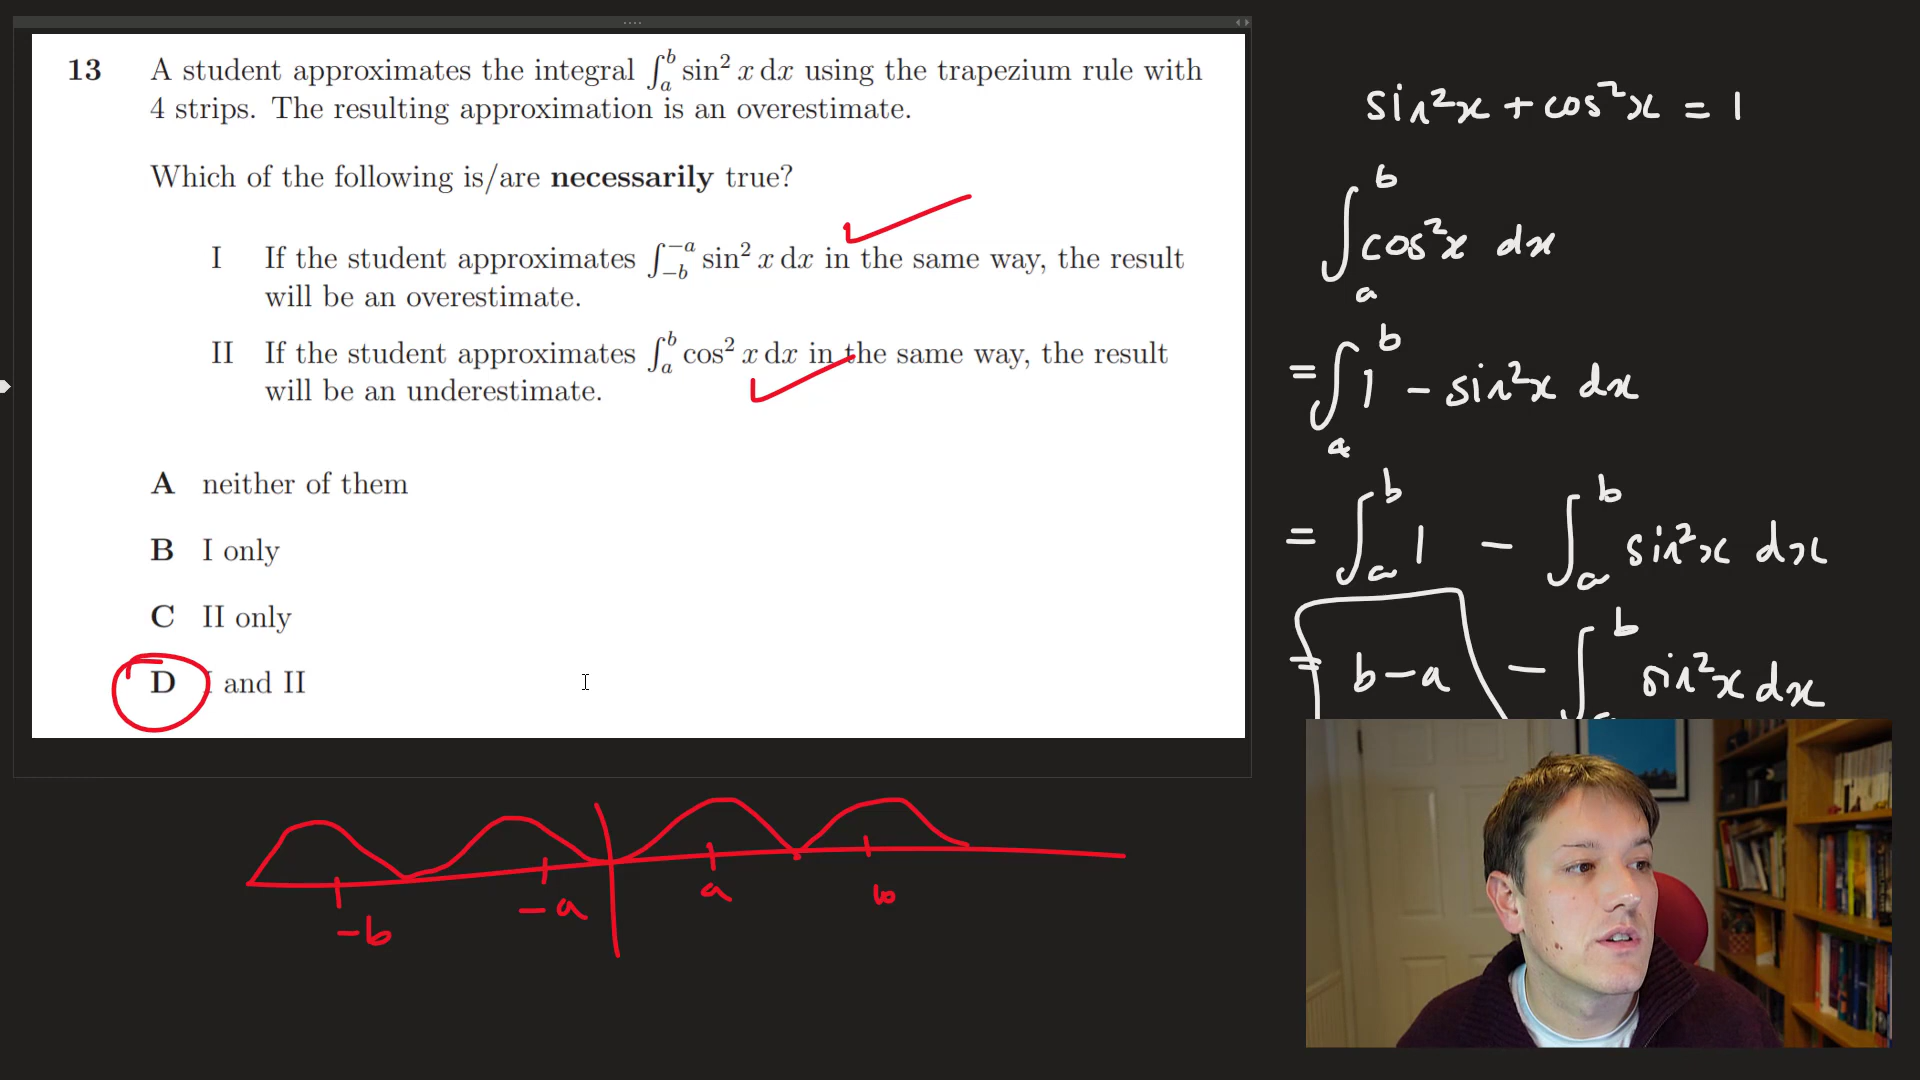 13 A student approximates the integral ∫_a^b sin² x dx using the trapezium rule with
4 strips. The resulting approximation is an overestimate.
Which of the following is/are necessarily true?
I If the student approximates ∫_{-b}^{-a} sin² x dx in the same way, the result
will be an overestimate.
II If the student approximates ∫_a^b cos² x dx in the same way, the result
will be an underestimate.
A neither of them
B I only
C II only
D I and II
sin²x + cos²x = 1
∫_a^b cos²x dx
= ∫_a^b 1 - sin²x dx
= ∫_a^b 1 - ∫_a^b sin²x dx
= b-a - ∫_a^b sin²x dx
-b
-a
a
b